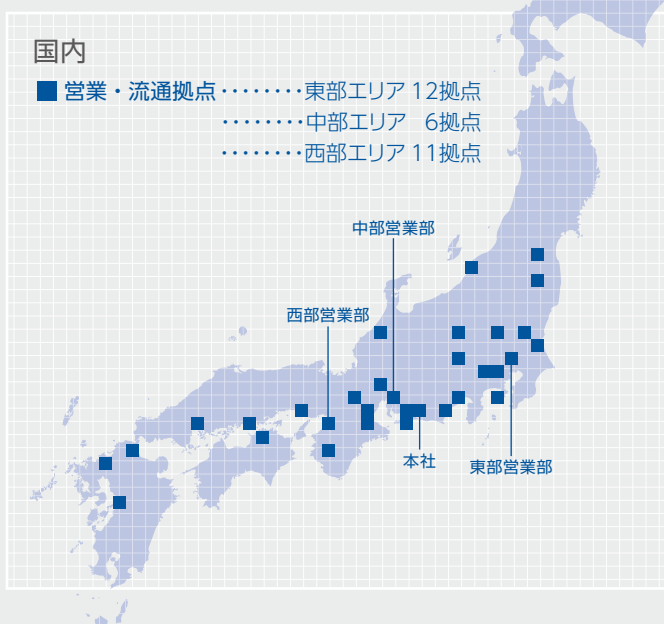 国内
■ 営業・流通拠点‥‥‥‥東部エリア 12拠点
‥‥‥‥中部エリア　6拠点
‥‥‥‥西部エリア 11拠点
中部営業部
西部営業部
本社
東部営業部